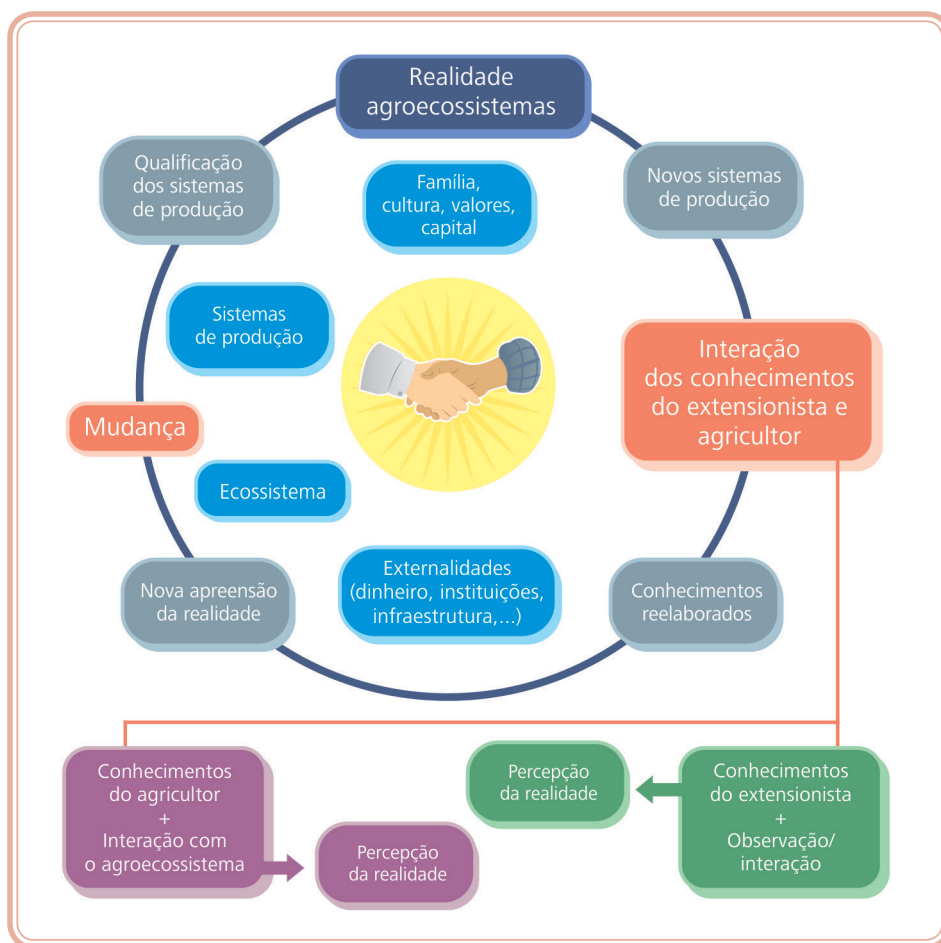 Realidade
agroecossistemas
Qualificação
dos sistemas
de produção
Família,
cultura, valores,
capital
Novos sistemas
de produção
Sistemas
de produção
Interação
dos conhecimentos
do extensionista e
agricultor
Mudança
Ecossistema
Nova apreensão
da realidade
Externalidades
(dinheiro, instituições,
infraestrutura,...)
Conhecimentos
reelaborados
Conhecimentos
do agricultor
+
Interação com
o agroecossistema
Percepção
da realidade
Percepção
da realidade
Conhecimentos
do extensionista
+
Observação/
interação